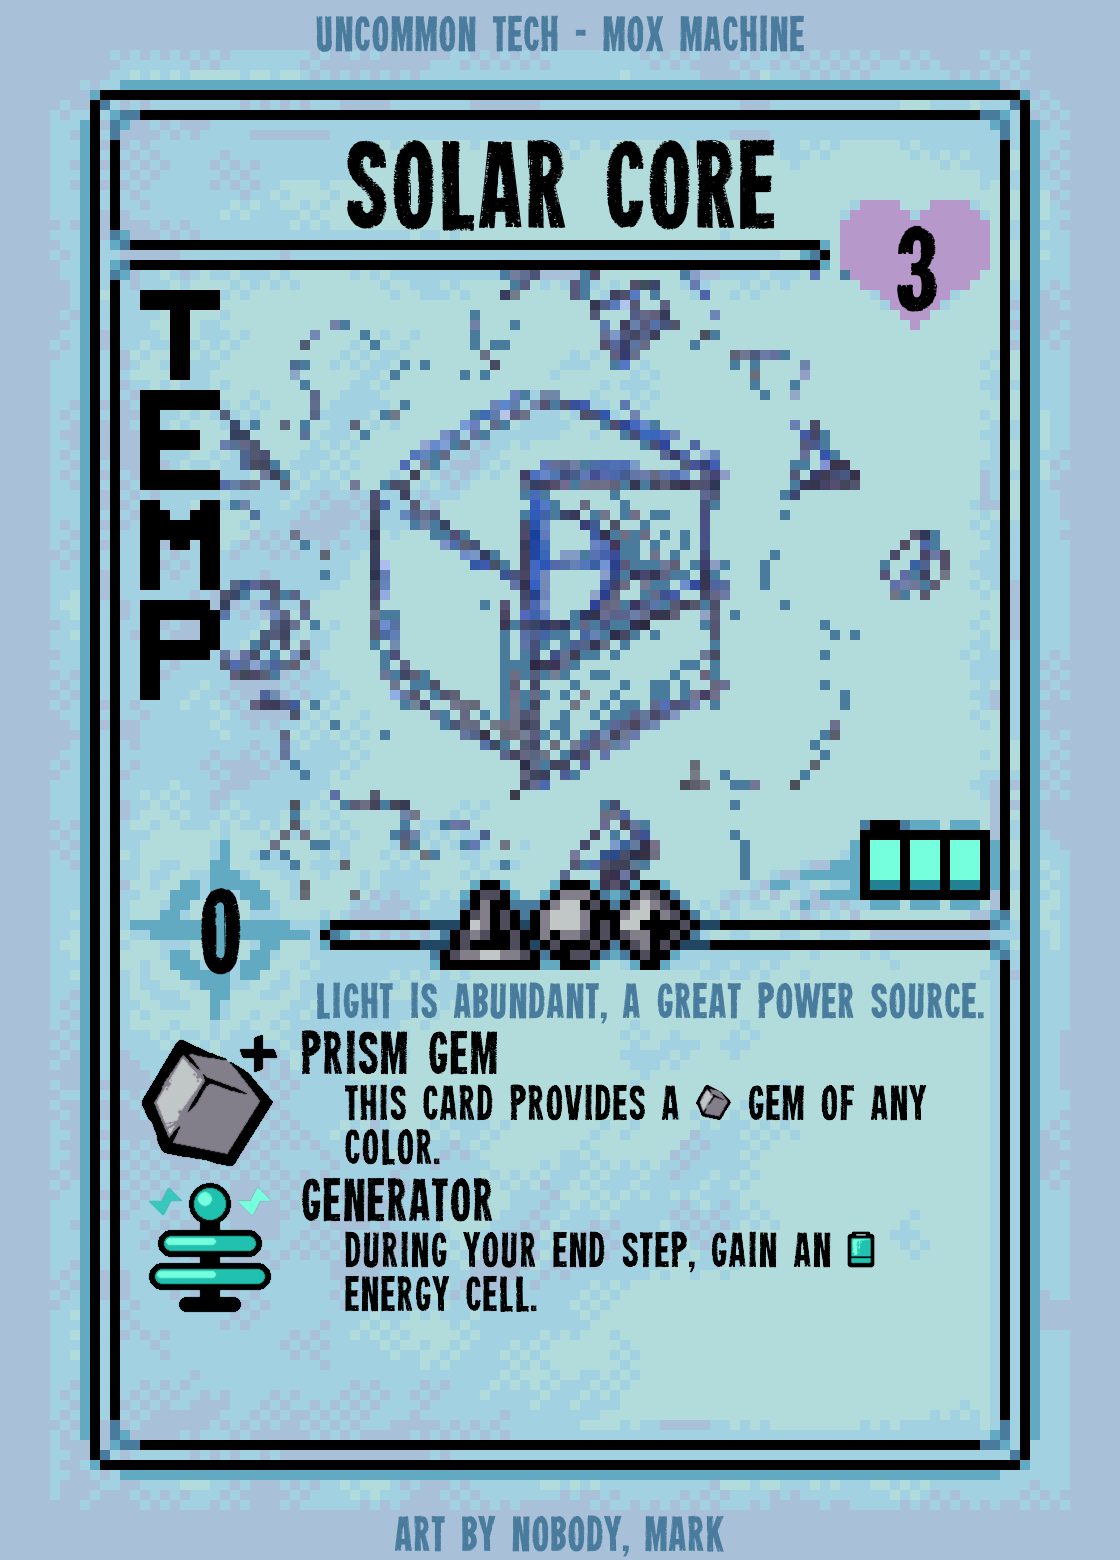 UNCOMMON TECH - MOX MACHINE
SOLAR CORE
3
TEMP
0
LIGHT IS ABUNDANT, A GREAT POWER SOURCE.
PRISM GEM
THIS CARD PROVIDES A GEM OF ANY
COLOR.
GENERATOR
DURING YOUR END STEP, GAIN AN
ENERGY CELL.
ART BY NOBODY, MARK